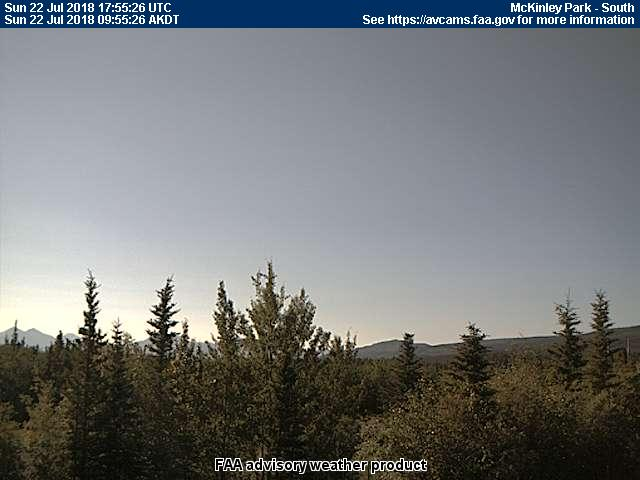 Sun 22 Jul 2018 17:55:26 UTC
McKinley Park - South
Sun 22 Jul 2018 09:55:26 AKDT
See https://avcams.faa.gov for more information
FAA advisory weather product